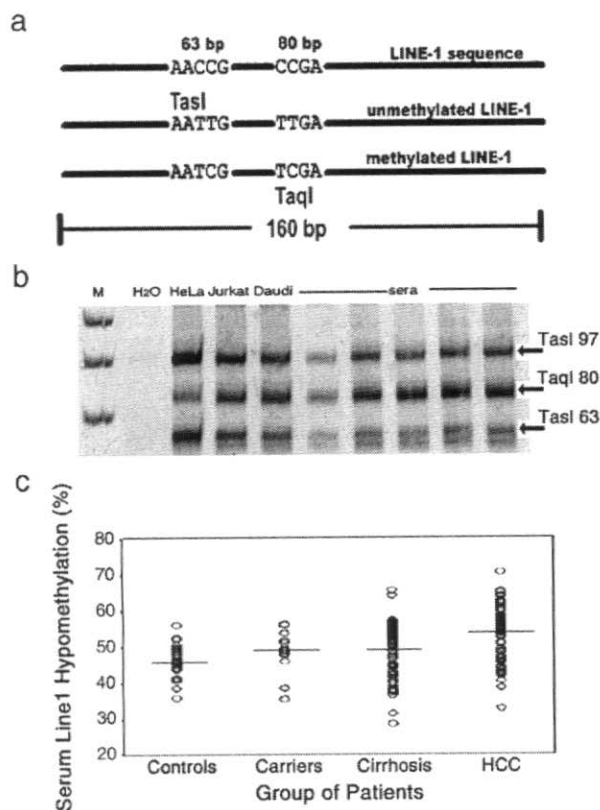 a
63 bp 80 bp
AACCG CCGA LINE-1 sequence
TasI
AATTG TTGA unmethylated LINE-1
AATCG TCGA methylated LINE-1
TaqI
160 bp
b
M H2O HeLa Jurkat Daudi sera
TasI 97
TaqI 80
TasI 63
c
Serum Line1 Hypomethylation (%)
80
70
60
50
40
30
20
Controls Carriers Cirrhosis HCC
Group of Patients